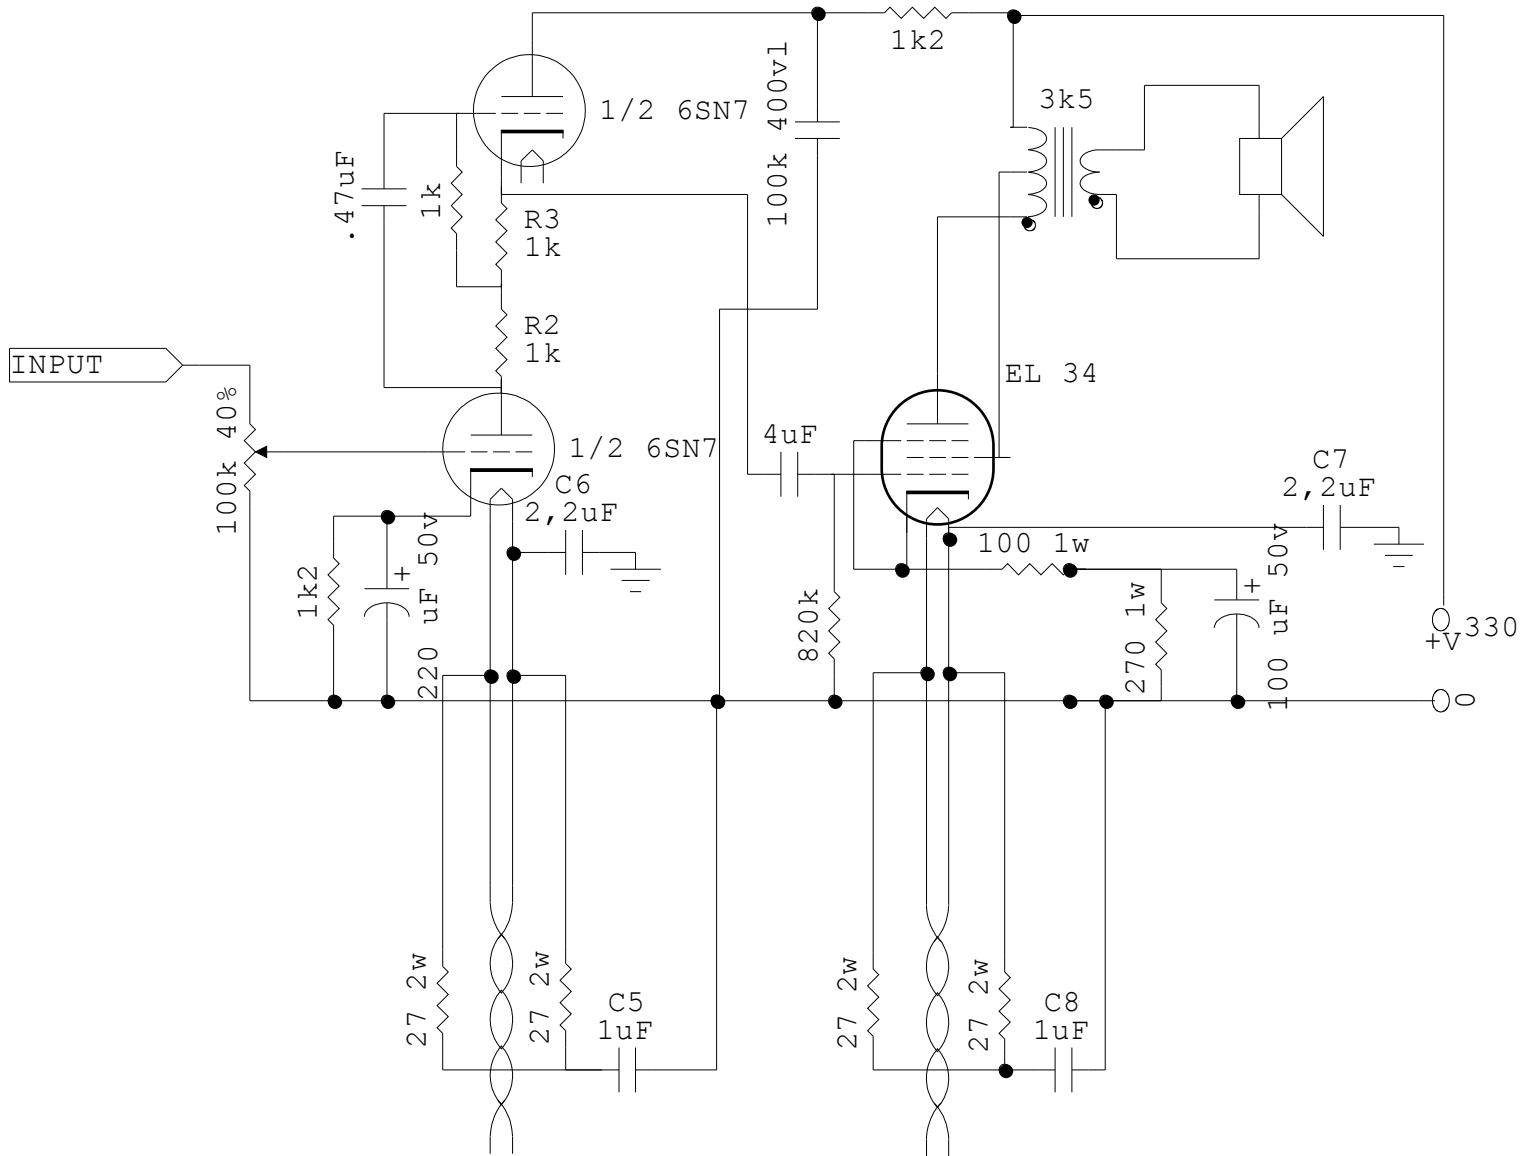 1k2
1/2 6SN7
100k 400vl
3k5
.47uF
1k
R3
1k
R2
1k
INPUT
EL 34
100k 40%
1/2 6SN7
4uF
C6
2,2uF
C7
2,2uF
1k2
+
220 uF 50v
100 1w
820k
270 1w
+
100 uF 50v
+V 330
0
27 2w
27 2w
C5
1uF
27 2w
27 2w
C8
1uF